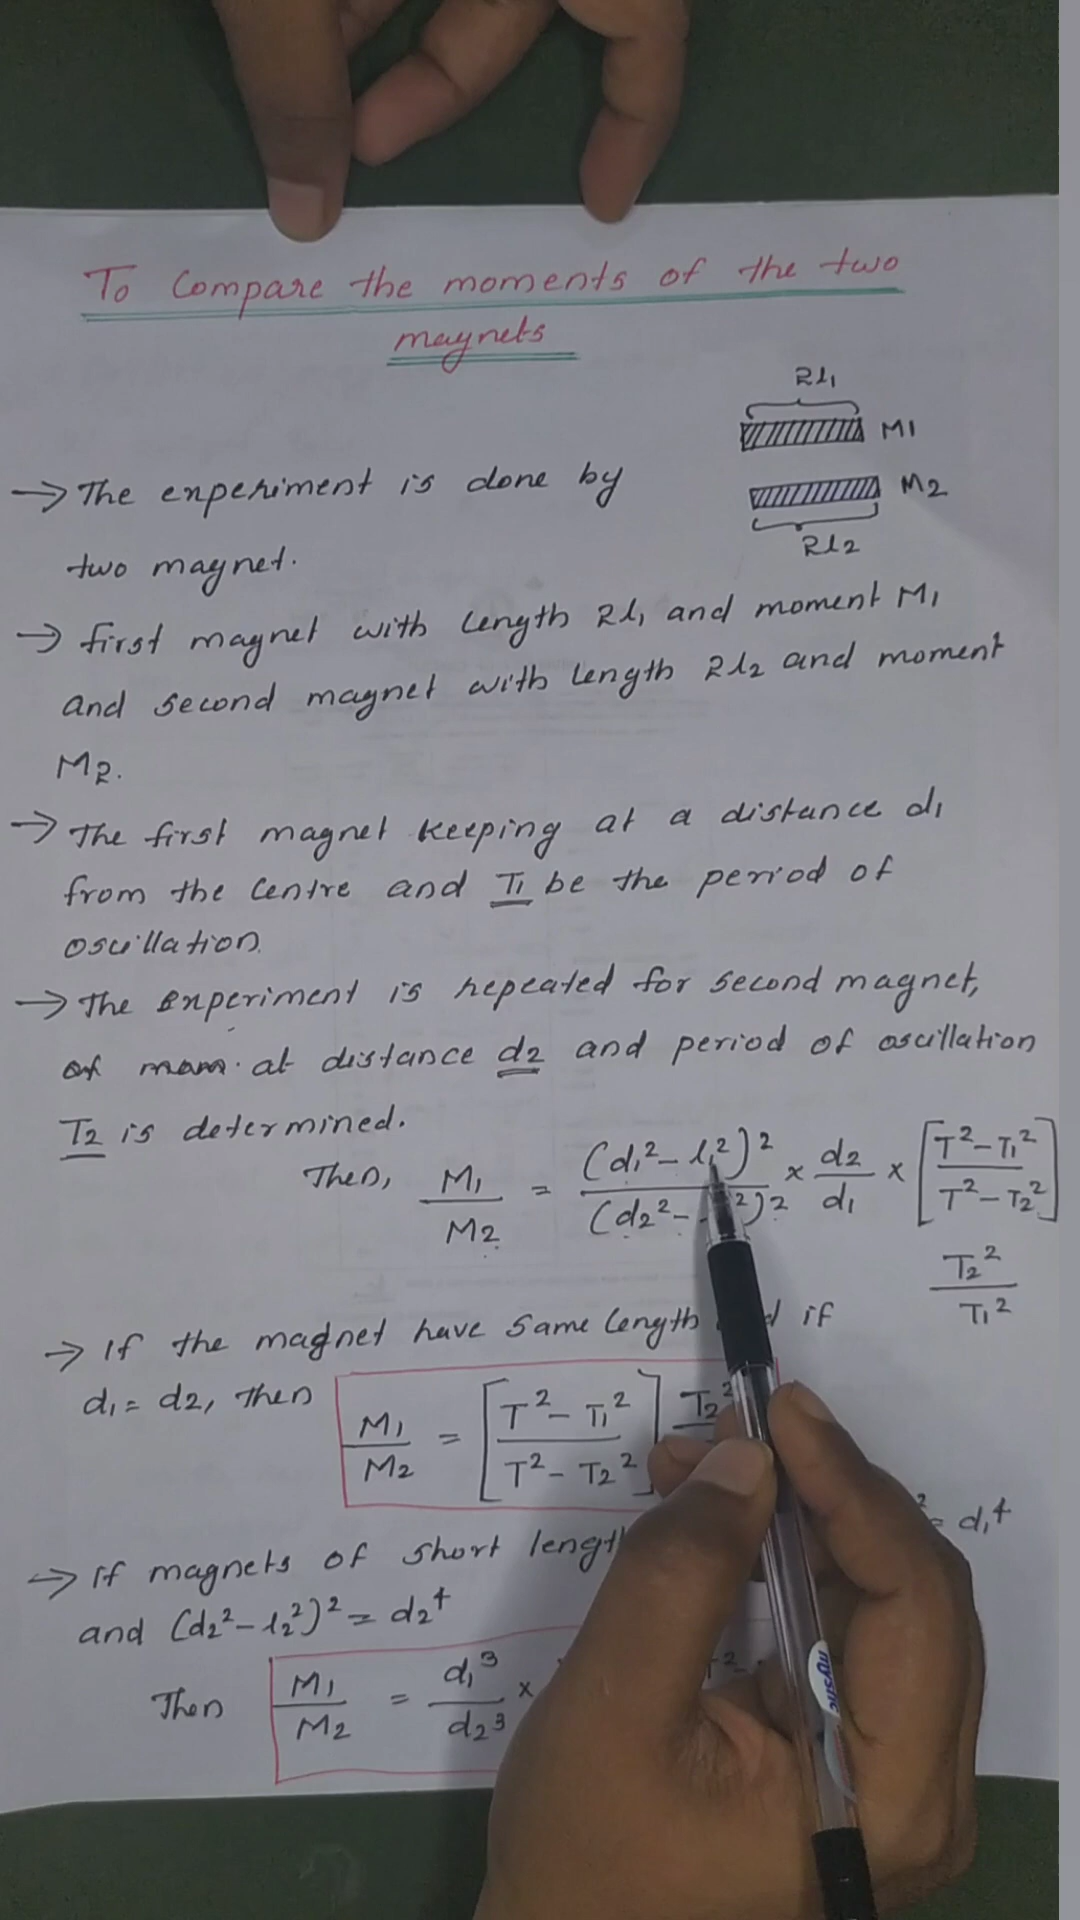 To Compare the moments of the two
magnets
2l₁
M1
M2
2l2
→ The experiment is done by
two magnet.
→ first magnet with length 2l₁ and moment M₁
and second magnet with length 2l₂ and moment
M2.
→ The first magnet keeping at a distance d₁
from the centre and T₁ be the period of
oscillation.
→ The experiment is repeated for second magnet,
at distance d2 and period of oscillation
T2 is determined.
Then, M₁/M2 = (d₁²-l₁²)²/(d₂²- ²)² × d2/d₁ × [T²-T₁²/T²-T₂²]
T₂²/T₁²
→ If the magnet have same length if
d₁ = d2, then M₁/M2 = [T²-T₁²/T²-T₂²] T₂²
→ If magnets of short lengt ² = d₁⁴
and (d₂²-l₂²)² = d₂⁴
Then M₁/M2 = d₁³/d₂³ ×
mystic